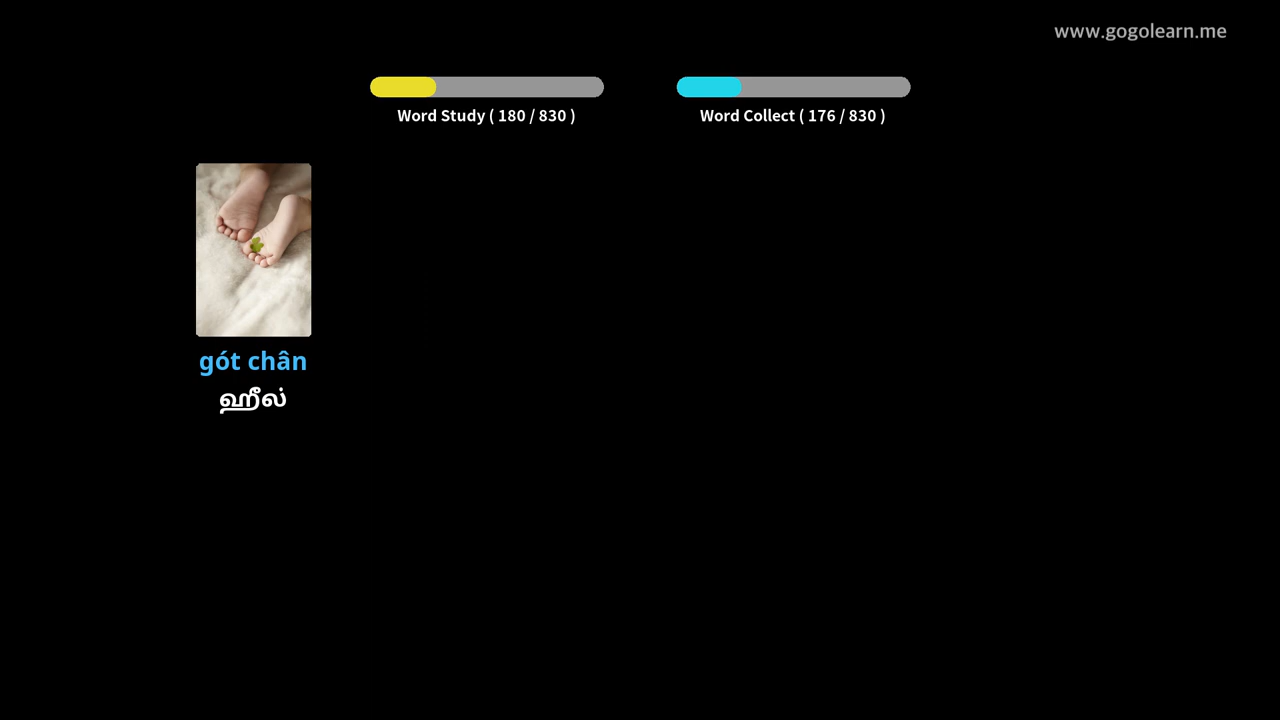 www.gogolearn.me
Word Study ( 180 / 830 )
Word Collect ( 176 / 830 )
gót chân
ஹீல்